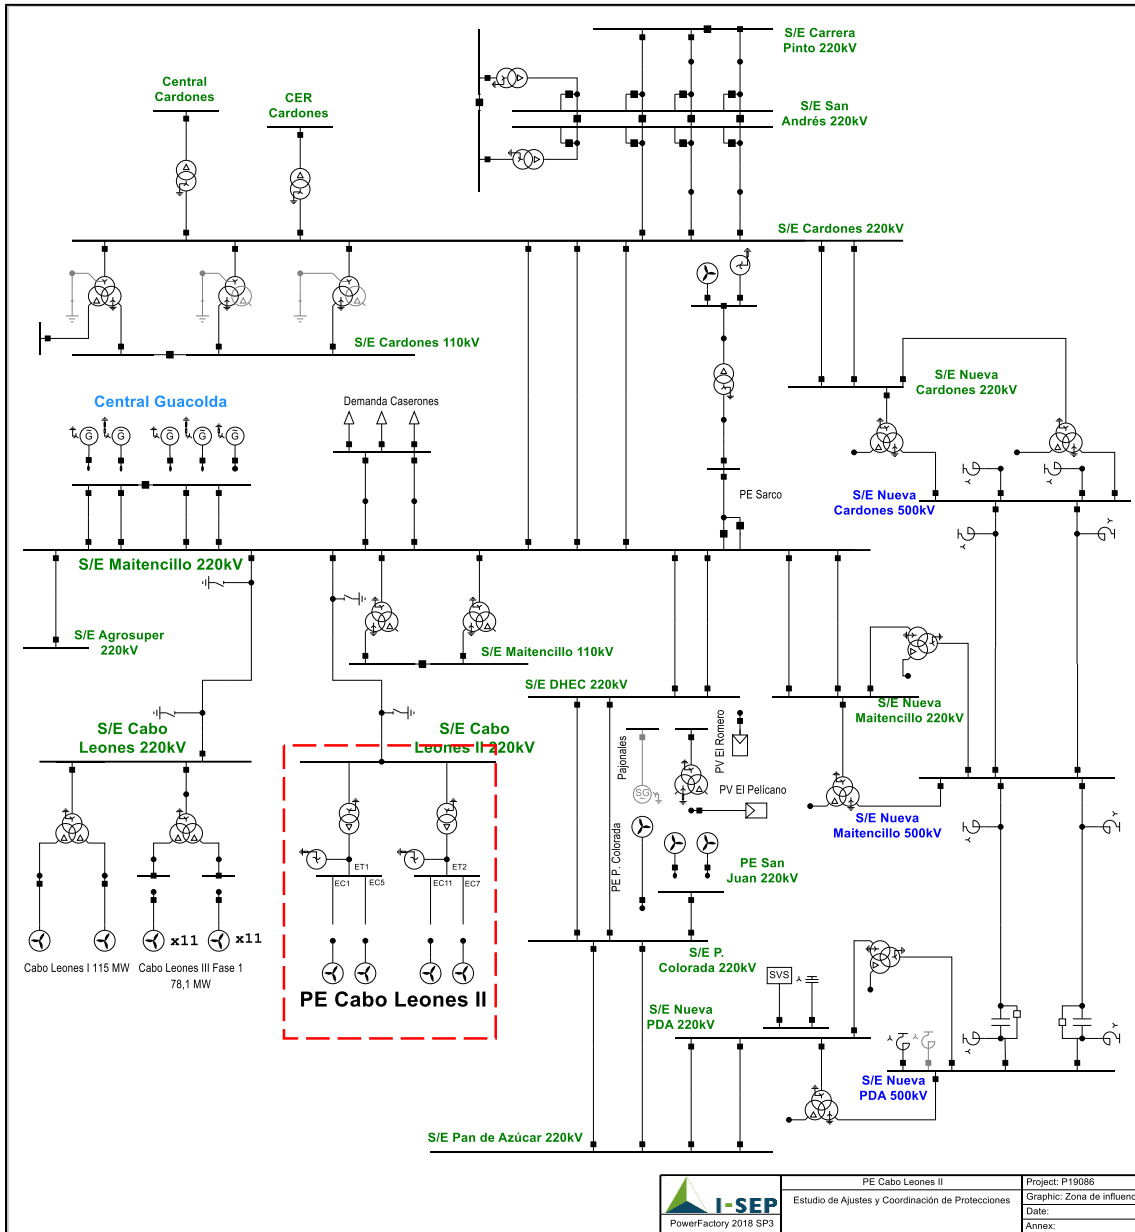 S/E Carrera
Pinto 220kV
Central
Cardones
CER
Cardones
S/E San
Andrés 220kV
S/E Cardones 220kV
S/E Cardones 110kV
S/E Nueva
Cardones 220kV
Central Guacolda
Demanda Caserones
G
G
G
G
G
PE Sarco
S/E Nueva
Cardones 500kV
S/E Maitencillo 220kV
S/E Agrosuper
220kV
S/E Maitencillo 110kV
S/E DHEC 220kV
S/E Nueva
Maitencillo 220kV
S/E Cabo
Leones 220kV
S/E Cabo
Leones II 220kV
Pajonales
PV El Romero
SG
PV El Pelícano
S/E Nueva
Maitencillo 500kV
PE P. Colorada
PE San
Juan 220kV
ET1
ET2
EC1
EC5
EC11
EC7
x11
x11
Cabo Leones I 115 MW
Cabo Leones III Fase 1
78,1 MW
PE Cabo Leones II
S/E P.
Colorada 220kV
SVS
S/E Nueva
PDA 220kV
S/E Nueva
PDA 500kV
S/E Pan de Azúcar 220kV
I-SEP
PowerFactory 2018 SP3
PE Cabo Leones II
Estudio de Ajustes y Coordinación de Protecciones
Project: P19086
Graphic: Zona de influenc
Date:
Annex: